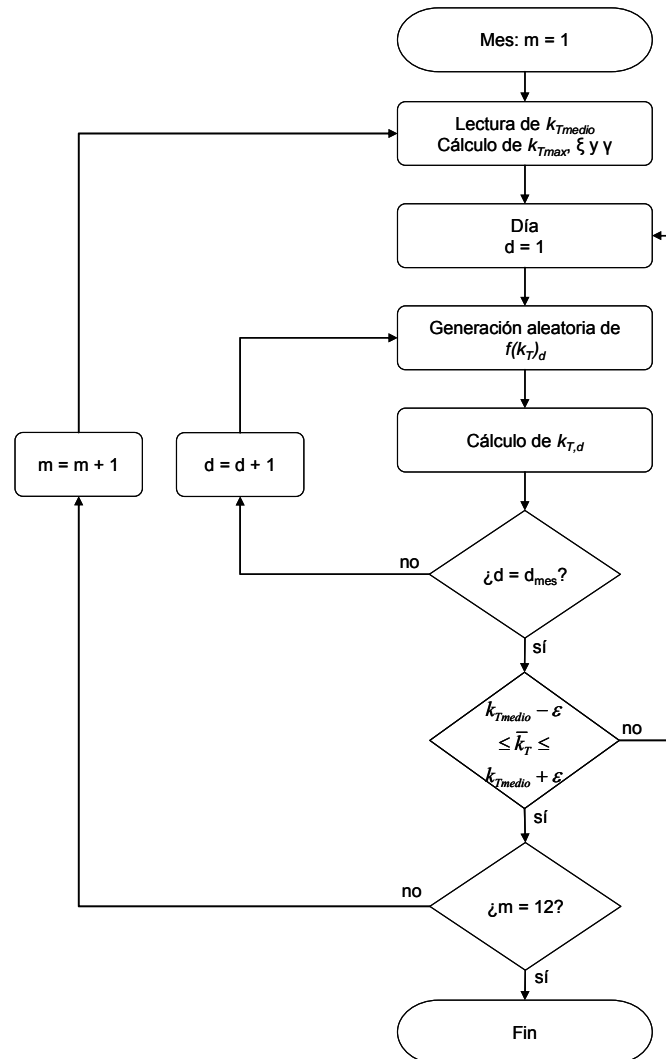 Mes: m = 1
Lectura de k_Tmedio
Cálculo de k_Tmax, ξ y γ
Día
d = 1
Generación aleatoria de
f(k_T)_d
Cálculo de k_T,d
m = m + 1
d = d + 1
no
¿d = d_mes?
sí
k_Tmedio − ε
≤ k̅_T ≤
k_Tmedio + ε
no
sí
no
¿m = 12?
sí
Fin